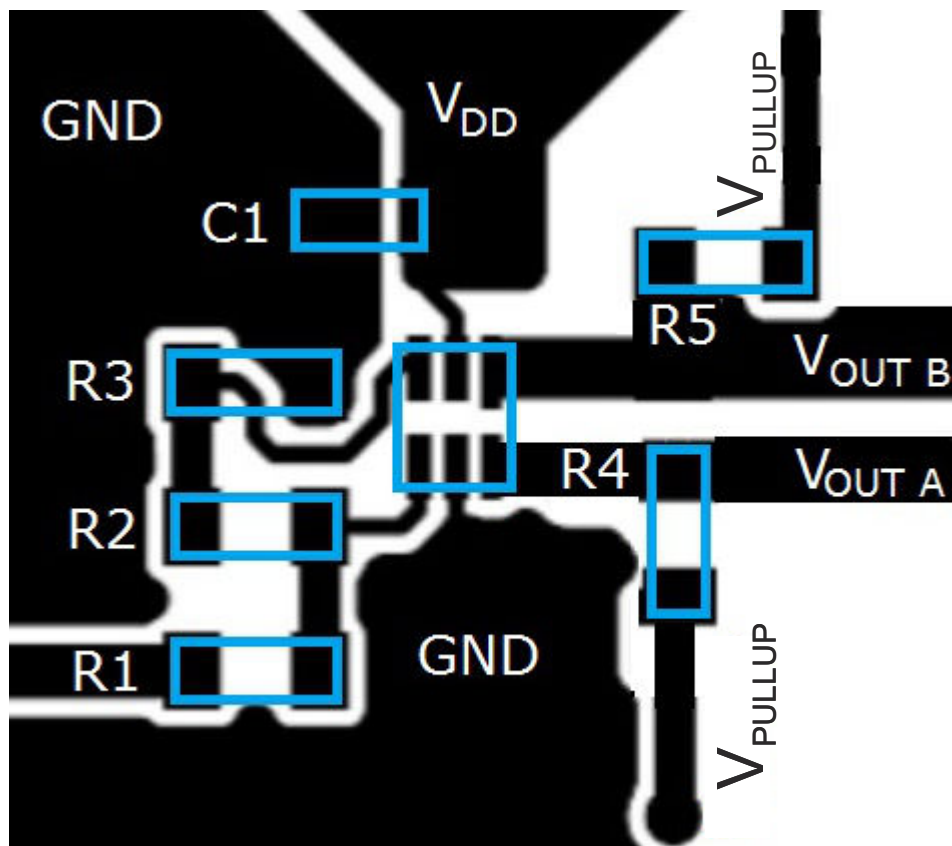 GND
VDD
VPULLUP
C1
R5
R3
VOUT B
R4
VOUT A
R2
GND
R1
VPULLUP